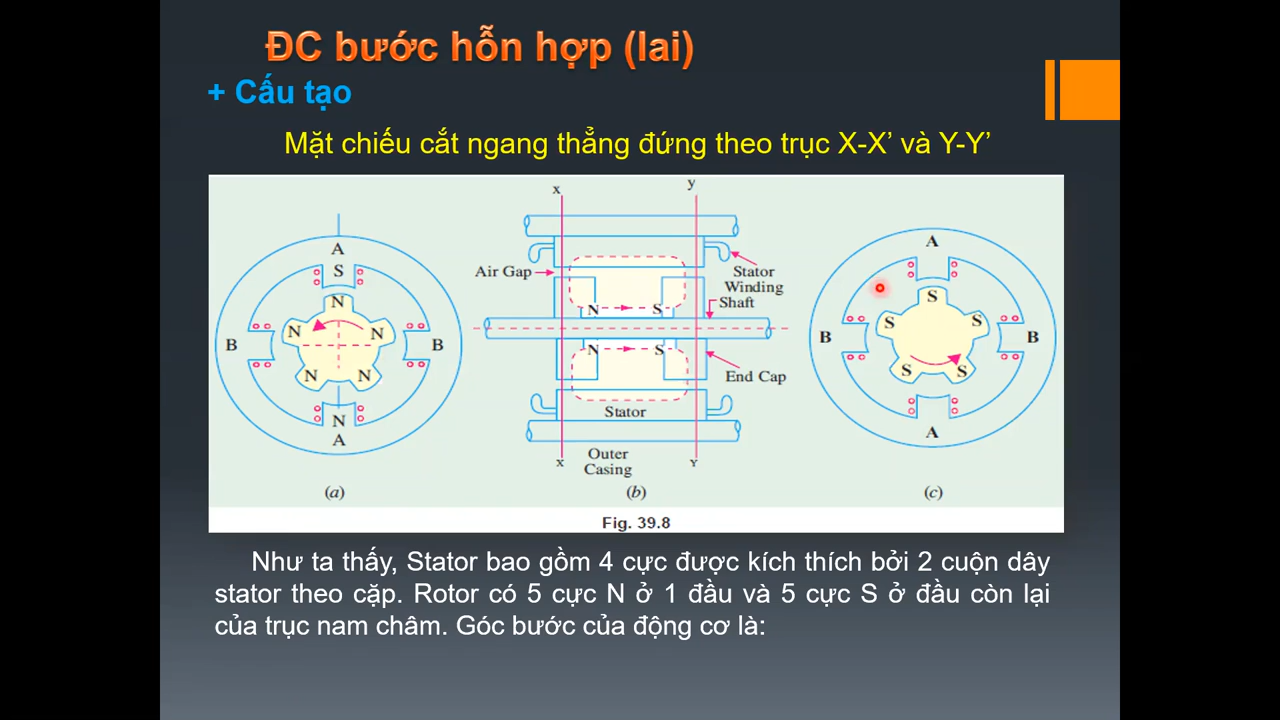 ĐC bước hỗn hợp (lai)
+ Cấu tạo
Mặt chiếu cắt ngang thẳng đứng theo trục X-X’ và Y-Y’
A
S
N
N
N
N
N
B
B
N
A
(a)
x
y
Air Gap
Stator
Winding
Shaft
N
S
N
S
End Cap
Stator
Outer
Casing
x
Y
(b)
A
S
S
S
S
S
B
B
A
(c)
Fig. 39.8
Như ta thấy, Stator bao gồm 4 cực được kích thích bởi 2 cuộn dây
stator theo cặp. Rotor có 5 cực N ở 1 đầu và 5 cực S ở đầu còn lại
của trục nam châm. Góc bước của động cơ là: